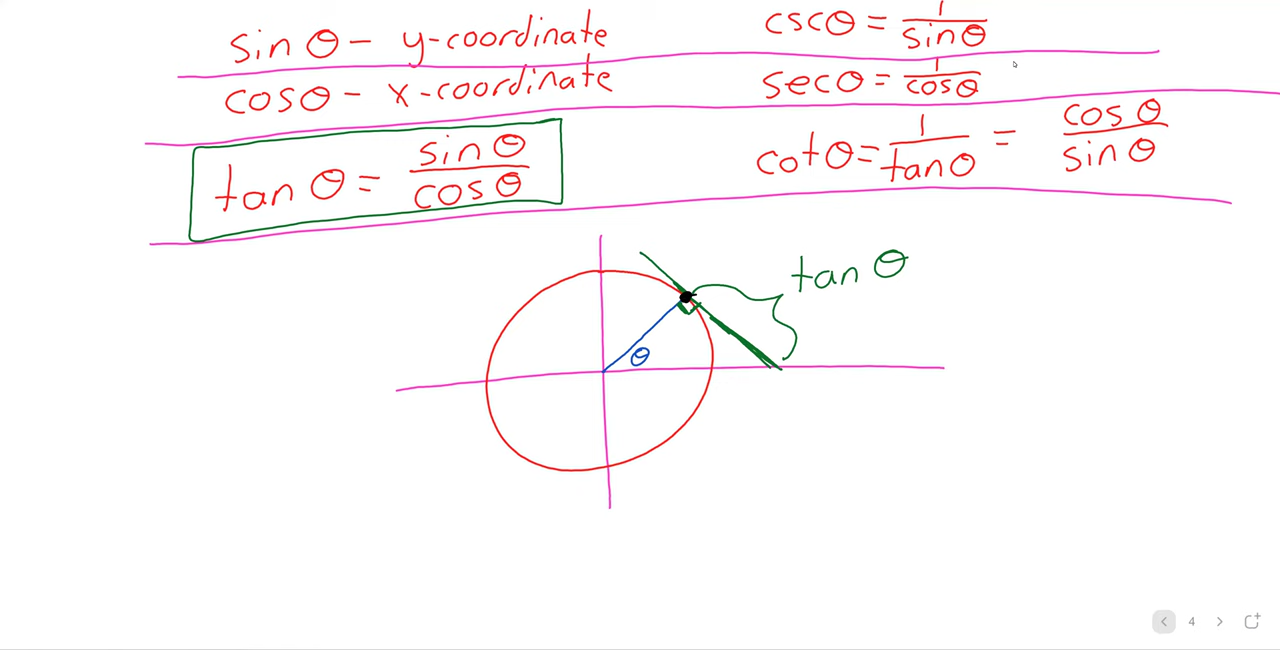 sin θ - y-coordinate
cscθ = 1/sinθ
cosθ - x-coordinate
secθ = 1/cosθ
tan θ = sin θ/cos θ
cotθ = 1/tanθ = cos θ/sin θ
tan θ
θ
4